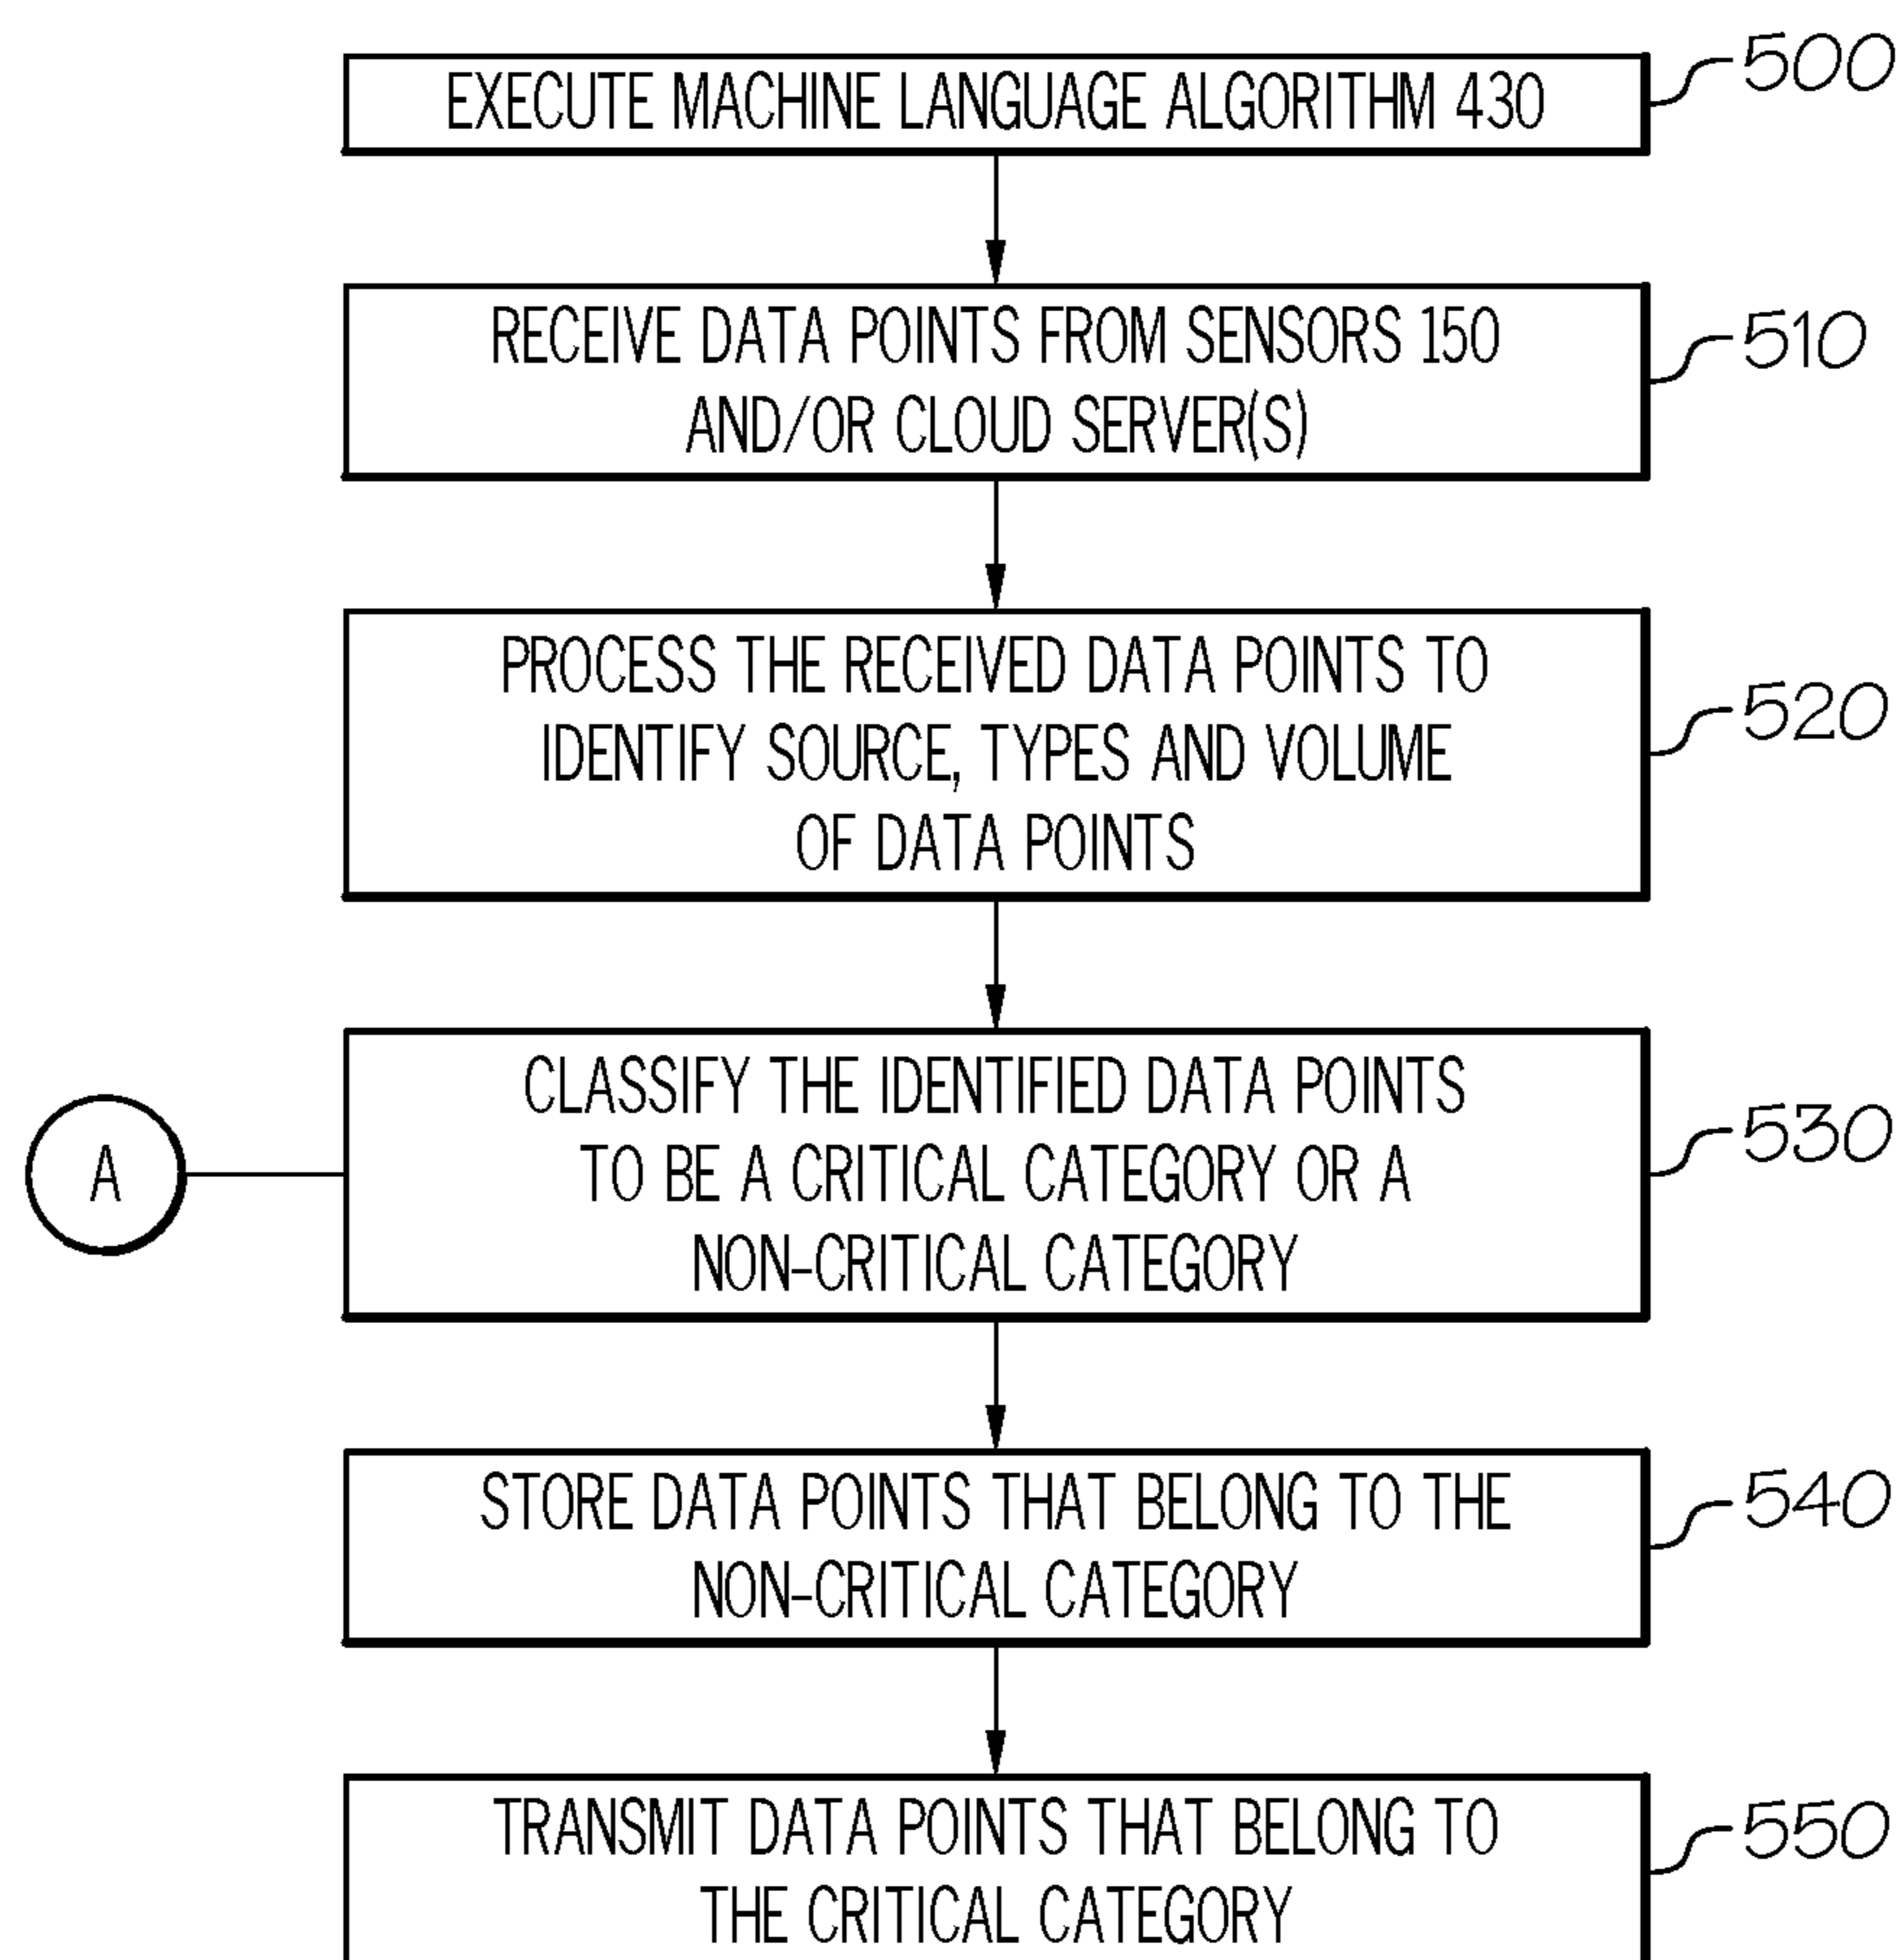 EXECUTE MACHINE LANGUAGE ALGORITHM 430
500
RECEIVE DATA POINTS FROM SENSORS 150
AND/OR CLOUD SERVER(S)
510
PROCESS THE RECEIVED DATA POINTS TO
IDENTIFY SOURCE, TYPES AND VOLUME
OF DATA POINTS
520
A
CLASSIFY THE IDENTIFIED DATA POINTS
TO BE A CRITICAL CATEGORY OR A
NON-CRITICAL CATEGORY
530
STORE DATA POINTS THAT BELONG TO THE
NON-CRITICAL CATEGORY
540
TRANSMIT DATA POINTS THAT BELONG TO
THE CRITICAL CATEGORY
550